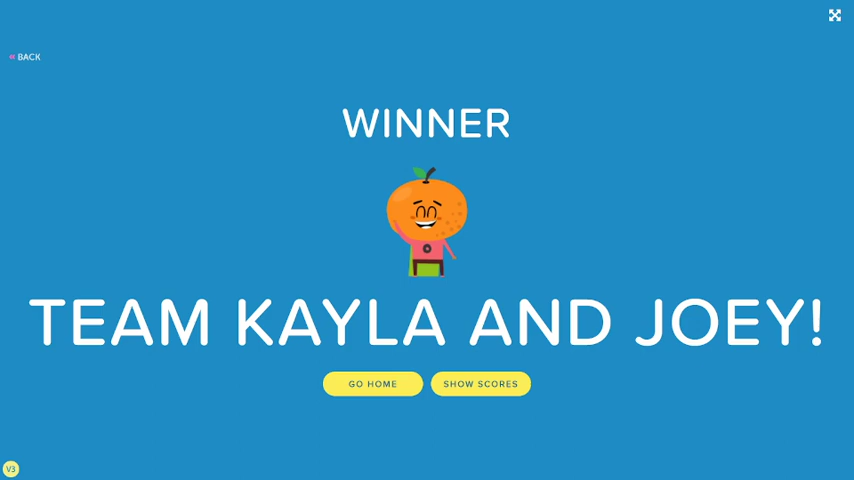 « BACK
WINNER
TEAM KAYLA AND JOEY!
GO HOME
SHOW SCORES
V3